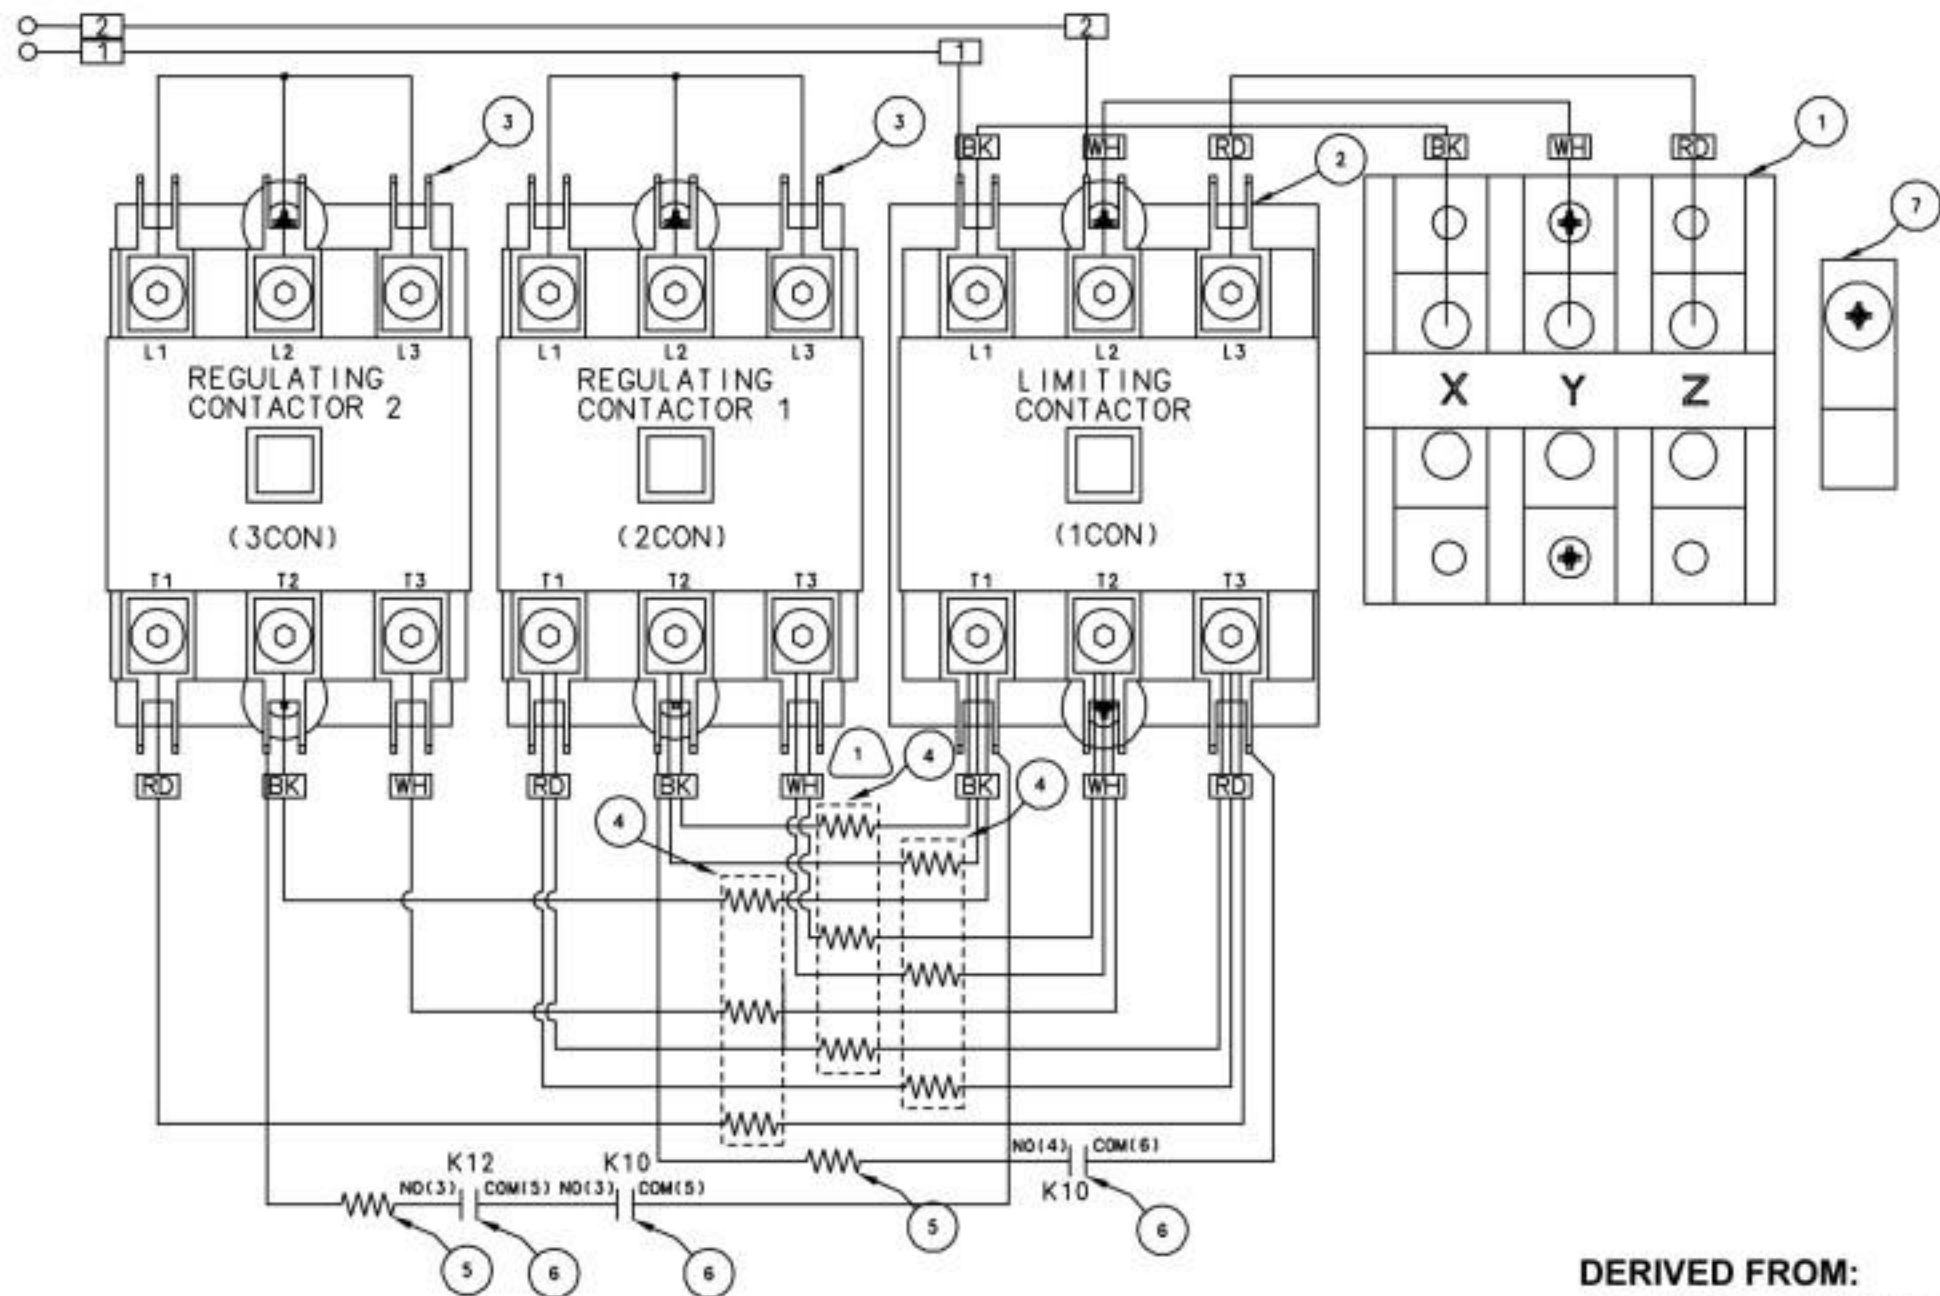 2 2
1 1
3 3 1
BK WH RD BK WH RD
2
7
L1 L2 L3 L1 L2 L3 L1 L2 L3
REGULATING
CONTACTOR 2
REGULATING
CONTACTOR 1
LIMITING
CONTACTOR
X Y Z
(3CON) (2CON) (1CON)
T1 T2 T3 T1 T2 T3 T1 T2 T3
1 4
4
RD BK WH RD BK WH BK WH RD
4
NO(4) COM(6)
K12 K10
NO(3) COM(5) NO(3) COM(5)
K10
5
6
5 6 6
DERIVED FROM: